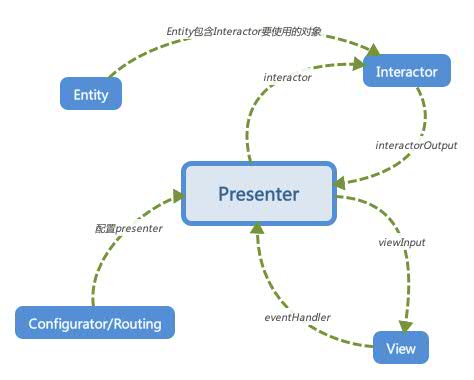 Entity包含Interactor要使用的对象
Interactor
interactor
Entity
interactorOutput
Presenter
配置presenter
viewInput
Configurator/Routing
eventHandler
View